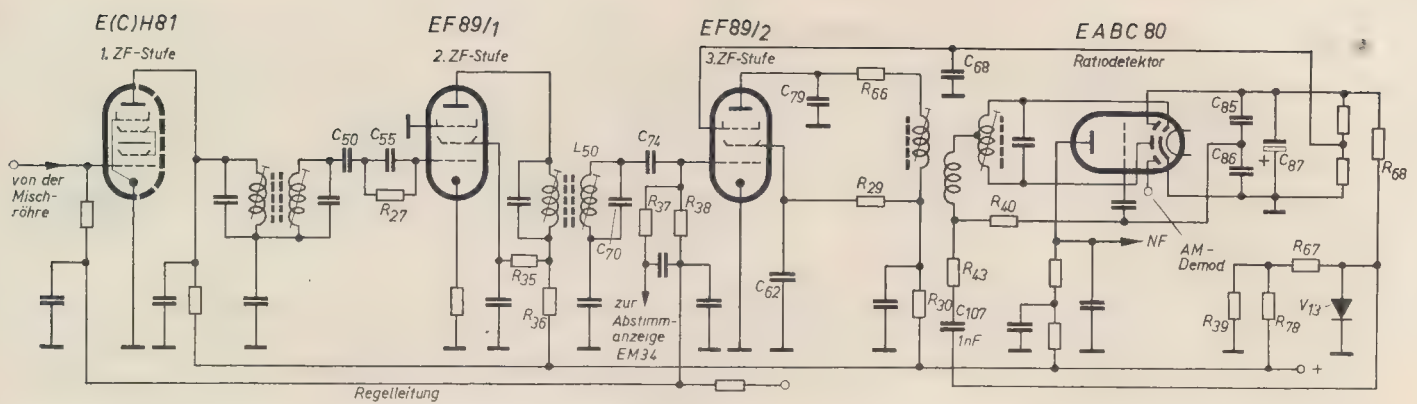 E(C)H81
1. ZF-Stufe
EF89/1
2. ZF-Stufe
EF89/2
3. ZF-Stufe
EABC 80
Ratiodetektor
von der
Misch-
röhre
C50
C55
R27
R35
R36
L50
C70
C74
R37
R38
zur
Abstimm-
anzeige
EM34
C79
R66
C68
R29
C62
R30
R40
R43
C107
1nF
NF
AM-
Demod
C85
C86
+
C87
R68
R67
R39
R78
V13
+
Regelleitung